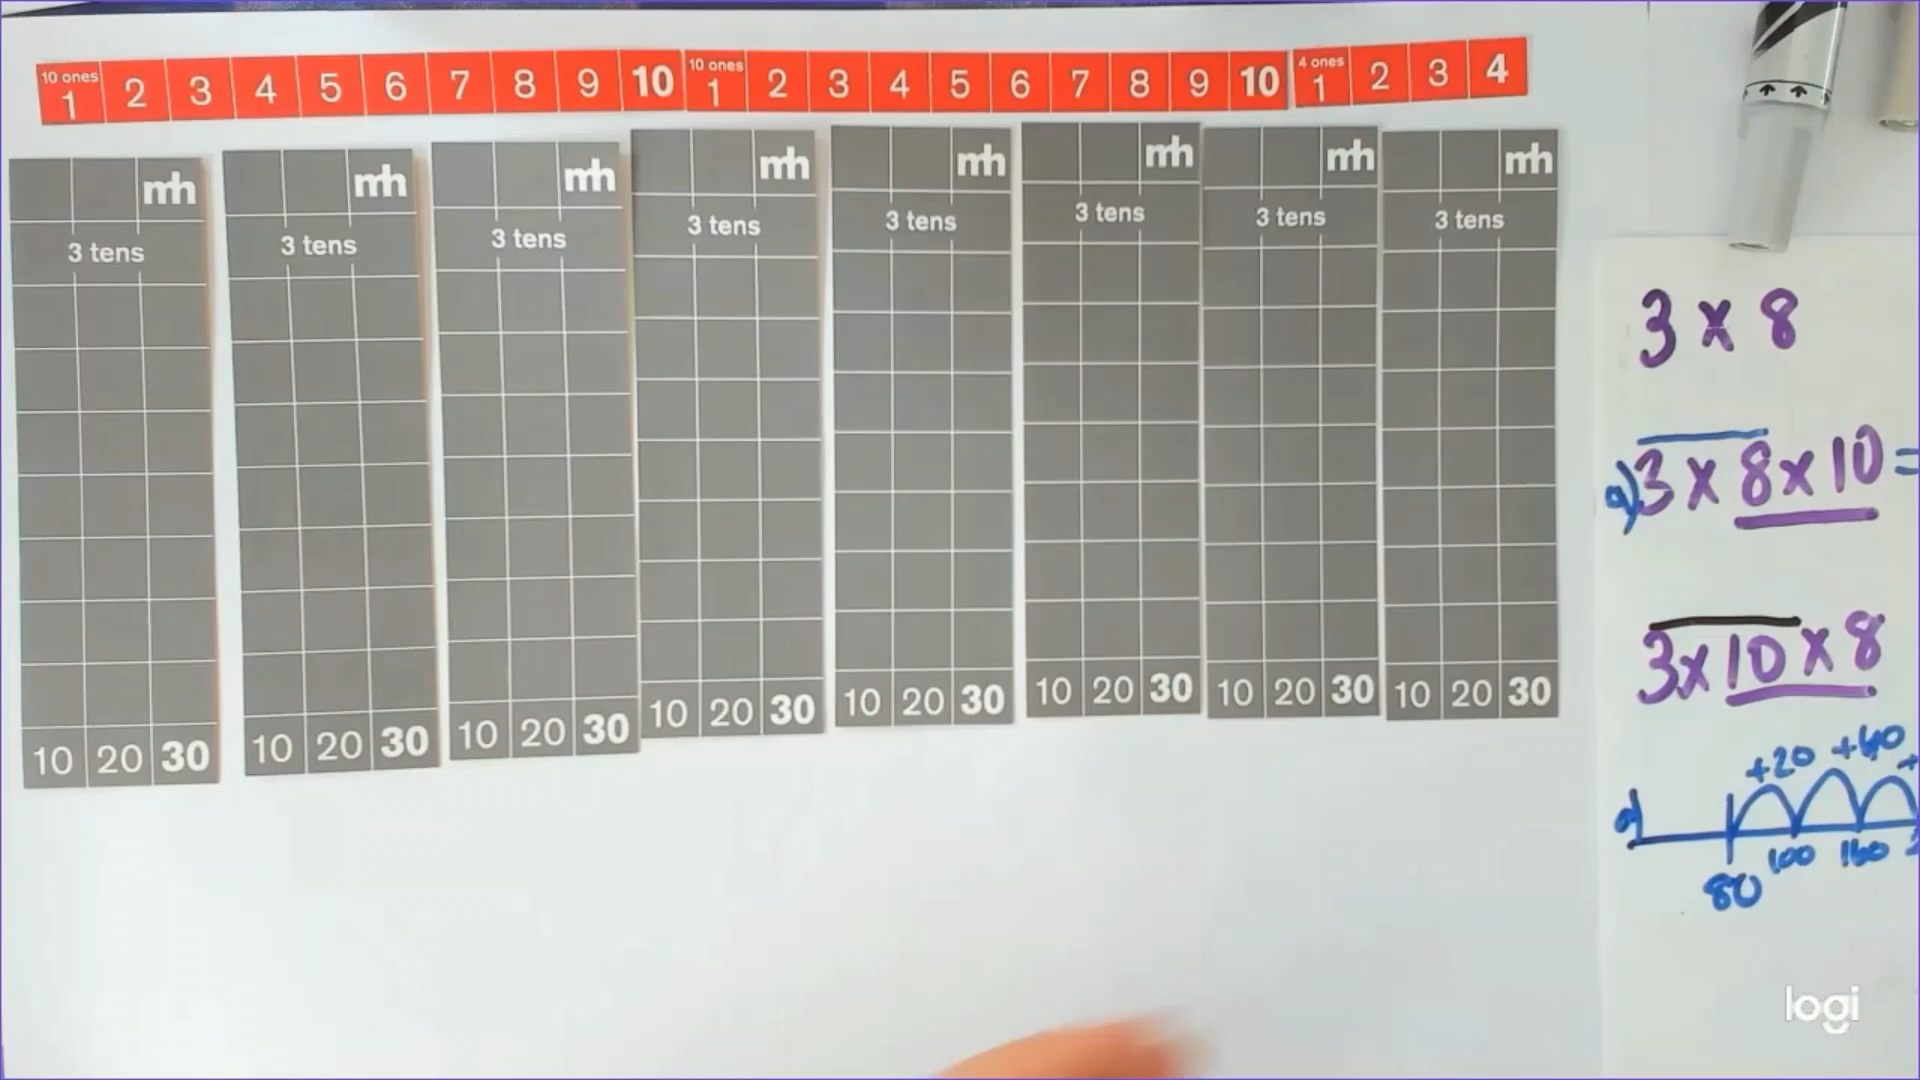 10 ones 1 2 3 4 5 6 7 8 9 10 10 ones 1 2 3 4 5 6 7 8 9 10 4 ones 1 2 3 4
mh mh mh mh mh mh mh mh
3 tens 3 tens 3 tens 3 tens 3 tens 3 tens 3 tens 3 tens
10 20 30 10 20 30 10 20 30 10 20 30 10 20 30 10 20 30 10 20 30 10 20 30
3 x 8
a) 3 x 8 x 10 =
3 x 10 x 8
+20 +60 +
a)
100 160
80
logi